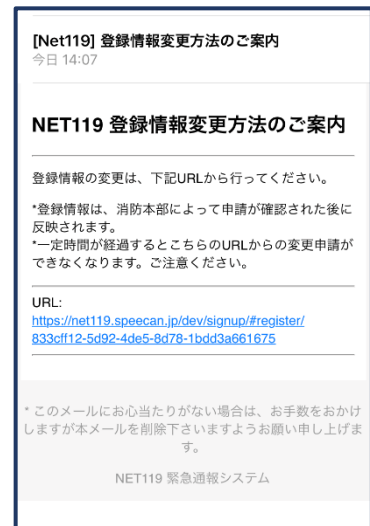 [Net119] 登録情報変更方法のご案内
今日 14:07
NET119 登録情報変更方法のご案内
登録情報の変更は、下記URLから行ってください。
*登録情報は、消防本部によって申請が確認された後に
反映されます。
*一定時間が経過するとこちらのURLからの変更申請が
できなくなります。ご注意ください。
URL:
https://net119.speecan.jp/dev/signup/#register/
833cff12-5d92-4de5-8d78-1bdd3a661675
* このメールにお心当たりがない場合は、お手数をおかけ
しますが本メールを削除下さいますようお願い申し上げま
す。
NET119 緊急通報システム